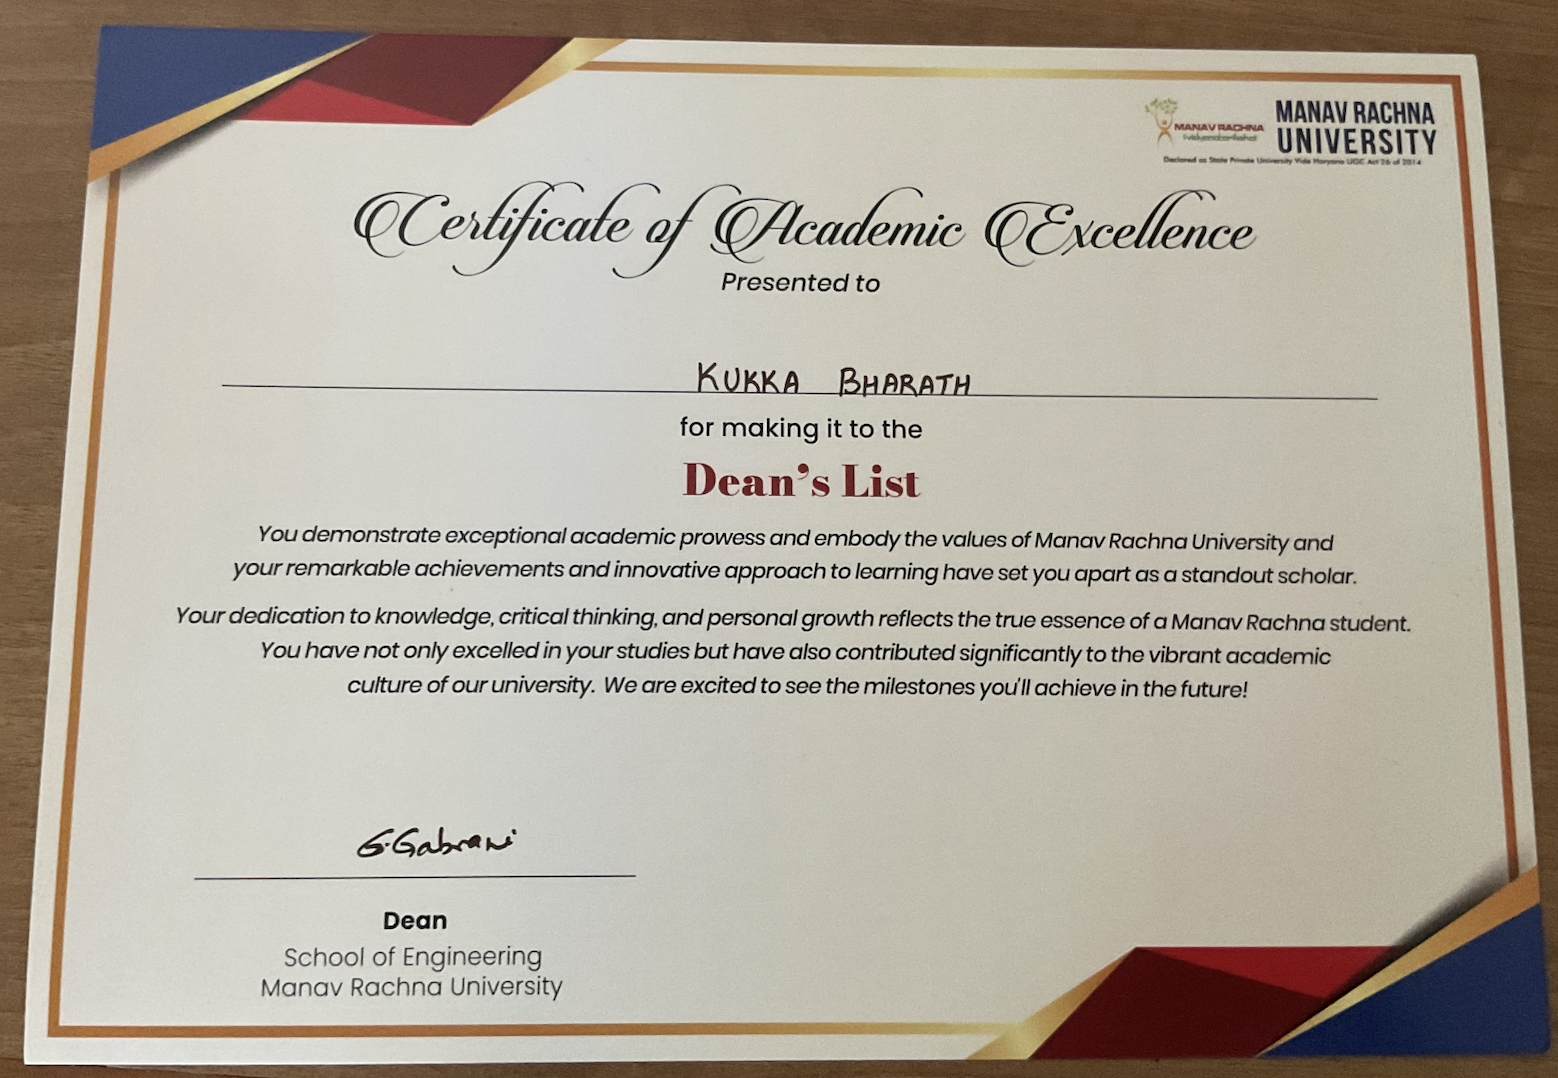 MANAV RACHNA
vidyanatariksha
MANAV RACHNA
UNIVERSITY
Declared as State Private University Vide Haryana UGC Act 26 of 2014
Certificate of Academic Excellence
Presented to
KUKKA BHARATH
for making it to the
Dean's List
You demonstrate exceptional academic prowess and embody the values of Manav Rachna University and
your remarkable achievements and innovative approach to learning have set you apart as a standout scholar.
Your dedication to knowledge, critical thinking, and personal growth reflects the true essence of a Manav Rachna student.
You have not only excelled in your studies but have also contributed significantly to the vibrant academic
culture of our university. We are excited to see the milestones you'll achieve in the future!
G.Gabrani
Dean
School of Engineering
Manav Rachna University